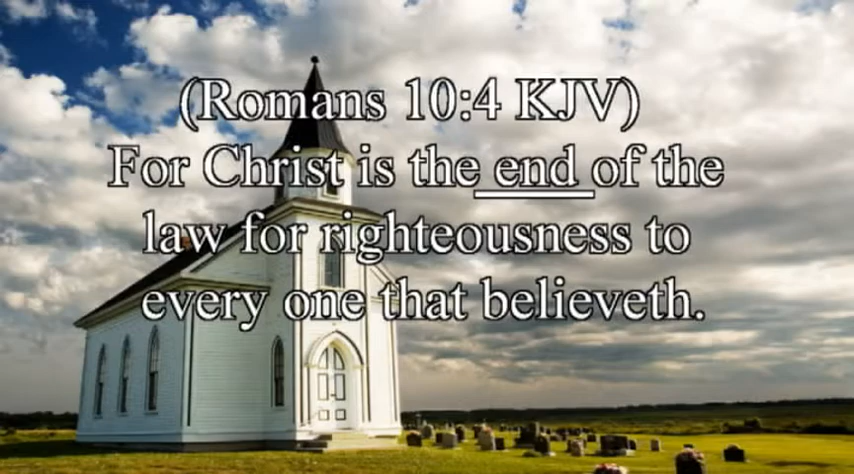 (Romans 10:4 KJV)
For Christ is the end of the
law for righteousness to
every one that believeth.